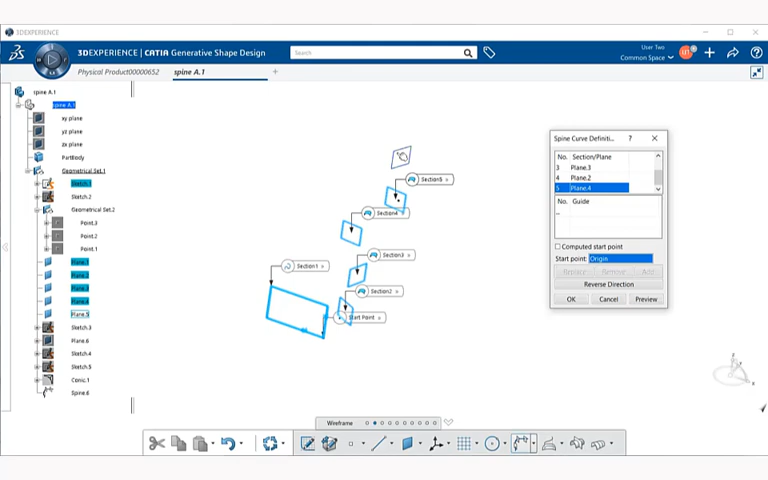 3DEXPERIENCE
3DEXPERIENCE | CATIA Generative Shape Design
Search
User Two
Common Space
Physical Product00000652
spine A.1
spine A.1
spine A.1
xy plane
yz plane
zx plane
PartBody
Geometrical Set.1
Sketch.1
Sketch.2
Geometrical Set.2
Point.3
Point.2
Point.1
Plane.1
Plane.2
Plane.3
Plane.4
Plane.5
Sketch.3
Plane.6
Sketch.4
Sketch.5
Conic.1
Spine.6
Section5
Section4
Section3
Section1
Section2
Start Point
Spine Curve Definiti...
No. Section/Plane
3 Plane.3
4 Plane.2
5 Plane.4
No. Guide
Computed start point
Start point: Origin
Replace Remove Add
Reverse Direction
OK Cancel Preview
Wireframe